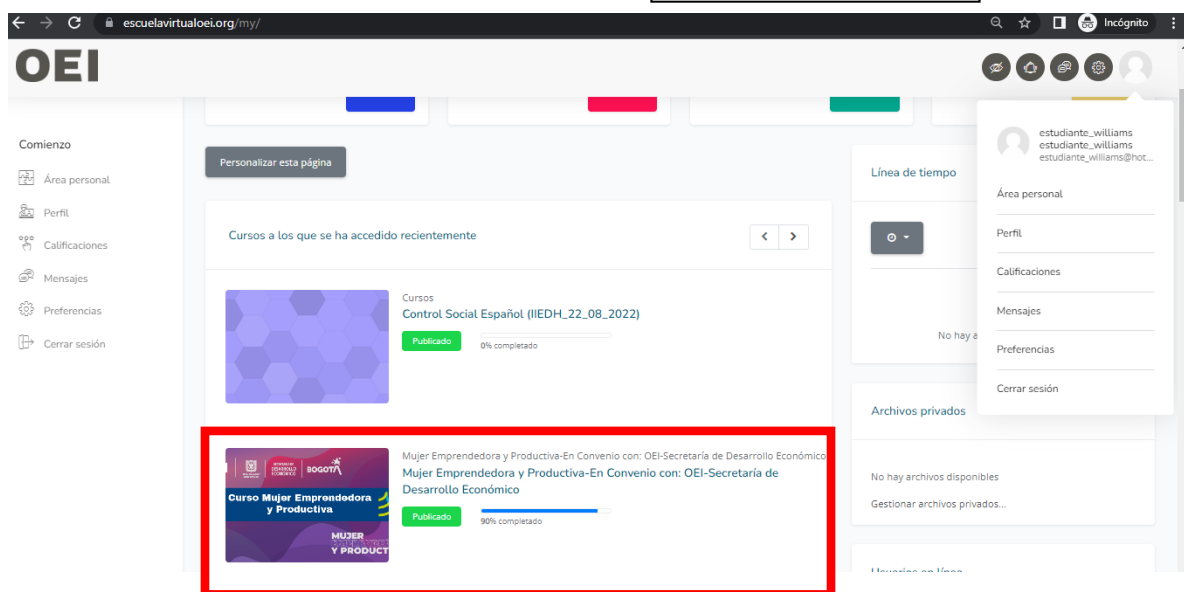 escuelavirtualoei.org/my/
Incógnito
OEI
Comienzo
Área personal
Perfil
Calificaciones
Mensajes
Preferencias
Cerrar sesión
Personalizar esta página
Cursos a los que se ha accedido recientemente
Cursos
Control Social Español (IIEDH_22_08_2022)
Publicado
0% completado
BOGOTÁ
Curso Mujer Emprendedora
y Productiva
MUJER
Y PRODUCT
Mujer Emprendedora y Productiva-En Convenio con: OEI-Secretaría de Desarrollo Económico
Mujer Emprendedora y Productiva-En Convenio con: OEI-Secretaría de
Desarrollo Económico
Publicado
90% completado
Línea de tiempo
No hay a
Archivos privados
No hay archivos disponibles
Gestionar archivos privados...
Usuarios en línea
estudiante_williams
estudiante_williams
estudiante_williams@hot...
Área personal
Perfil
Calificaciones
Mensajes
Preferencias
Cerrar sesión